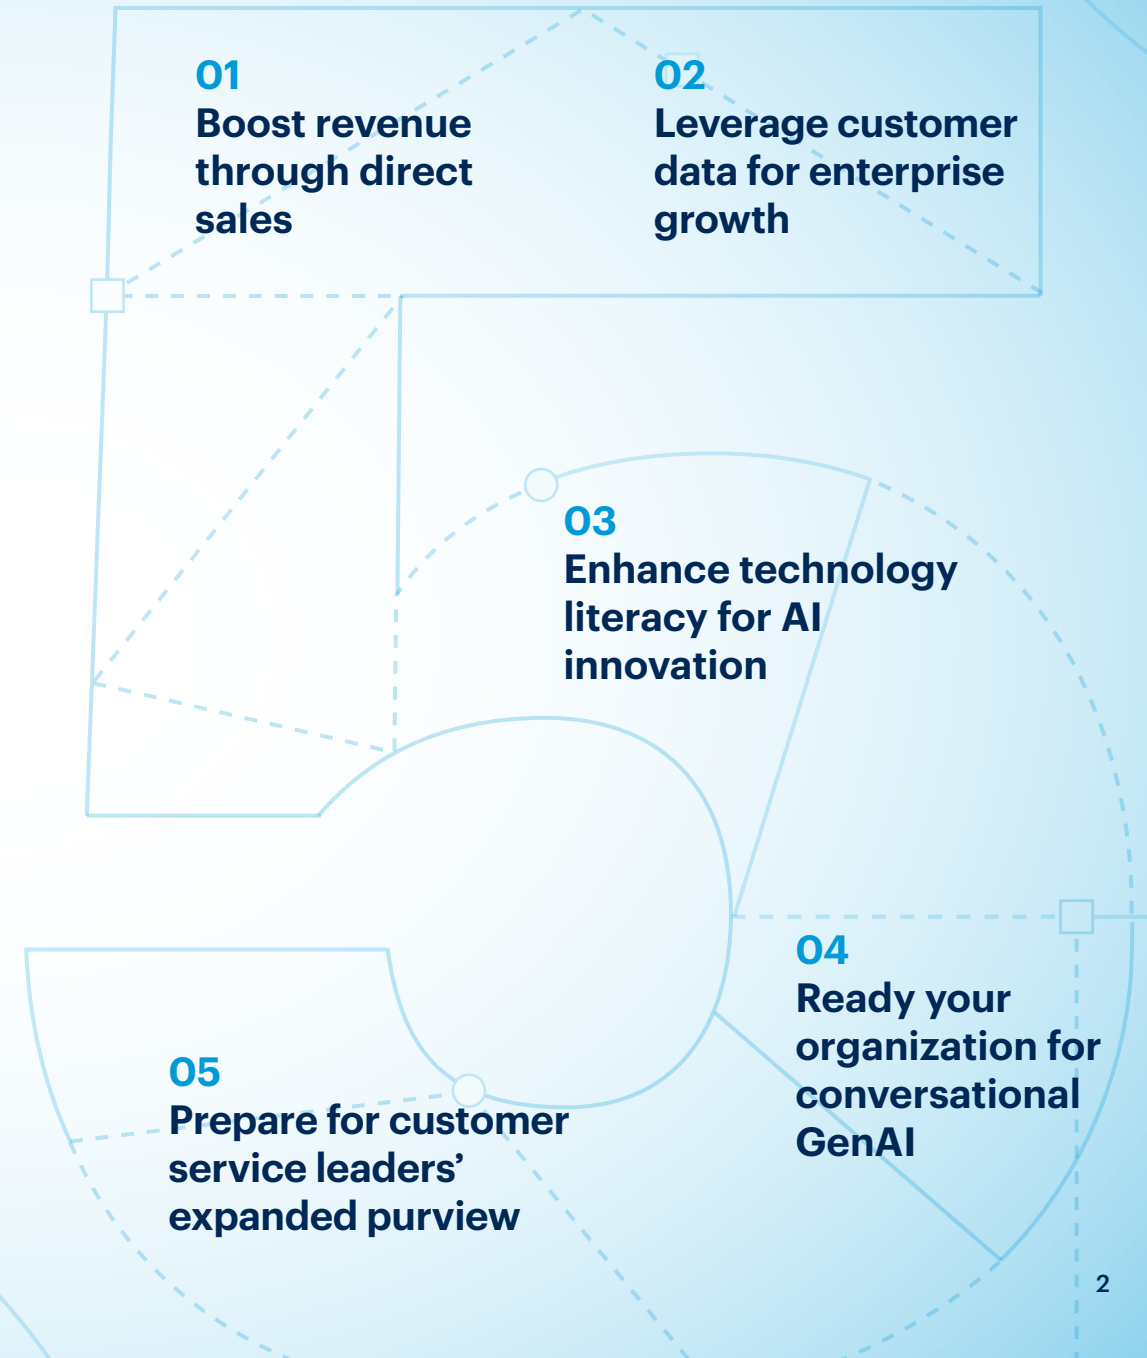 01
Boost revenue
through direct
sales
02
Leverage customer
data for enterprise
growth
03
Enhance technology
literacy for AI
innovation
04
Ready your
organization for
conversational
GenAI
05
Prepare for customer
service leaders’
expanded purview
2